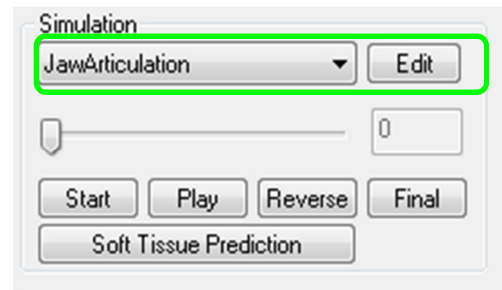 Simulation
JawArticulation Edit
0
Start Play Reverse Final
Soft Tissue Prediction